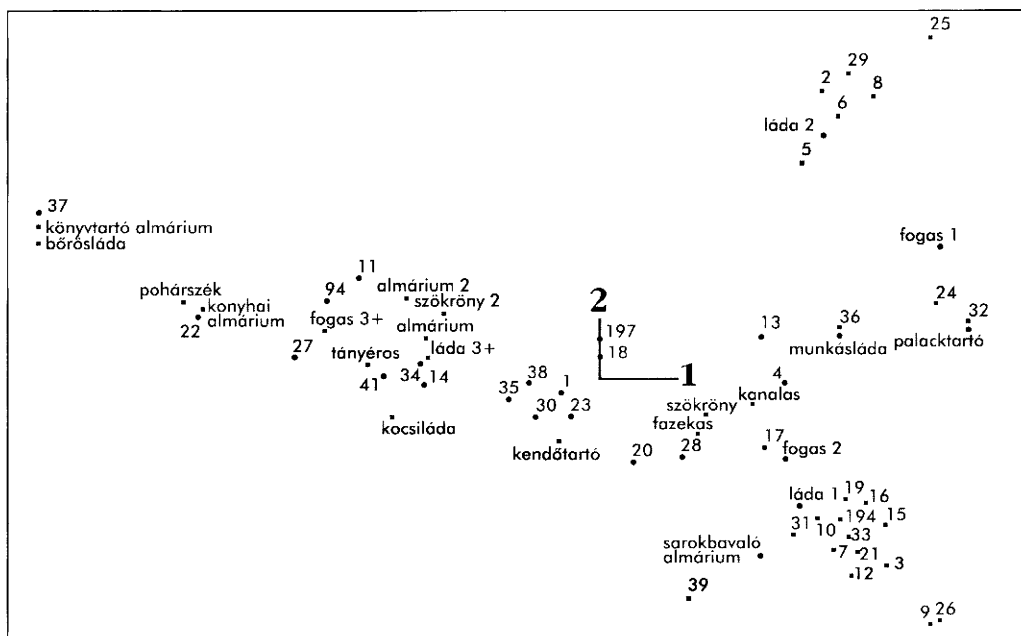 25
29
2
8
6
láda 2
5
37
könyvtartó almárium
bőrösláda
fogas 1
11
94
almárium 2
pohárszék
konyhai
almárium
22
szökröny 2
fogas 3+
almárium
2
197
18
1
24
32
36
13
munkásláda
palacktartó
27
tányéros
láda 3+
41
34
14
38
1
35
30
23
4
kanalas
szökröny
fazekas
kocsiláda
kendőtartó
20
28
17
fogas 2
láda 1
19
16
31
10
194
15
33
7
21
3
12
sarokbavaló
almárium
39
9
26